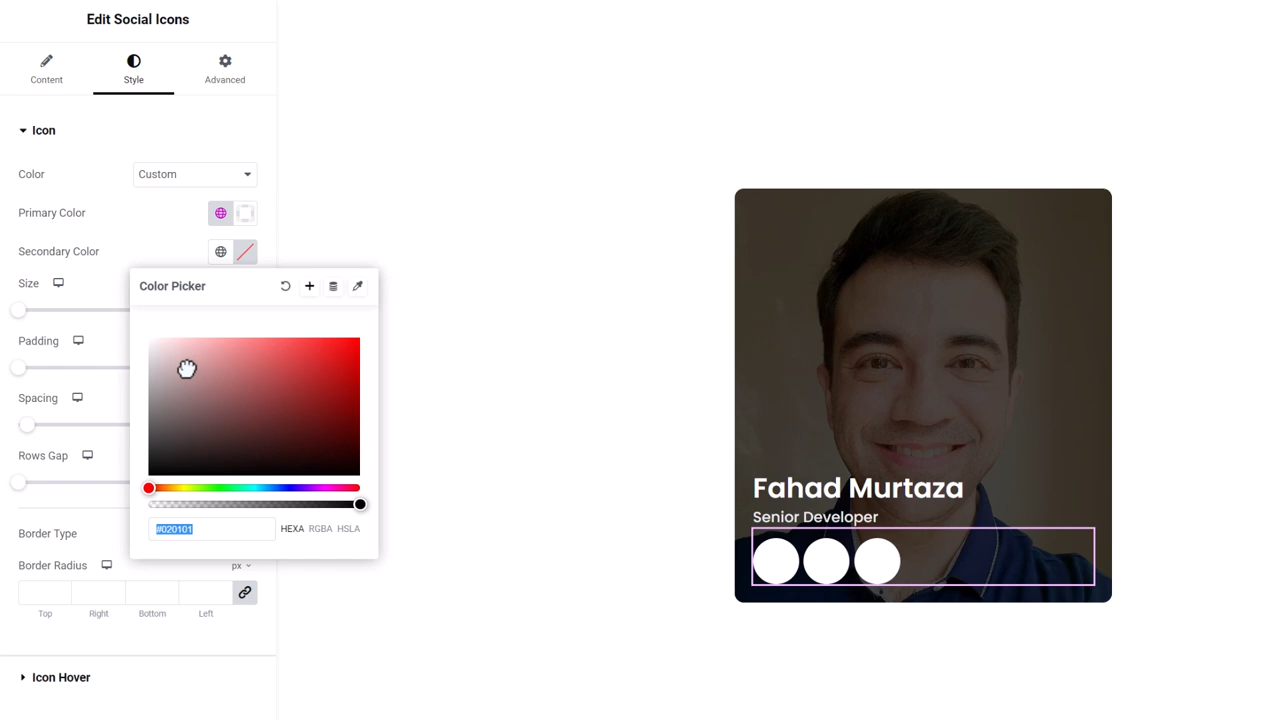 Edit Social Icons
Content Style Advanced
Icon
Color Custom
Primary Color
Secondary Color
Size
Color Picker
Padding
Spacing
Rows Gap
#020101 HEXA RGBA HSLA
Border Type
Border Radius px
Top Right Bottom Left
Icon Hover
Fahad Murtaza
Senior Developer